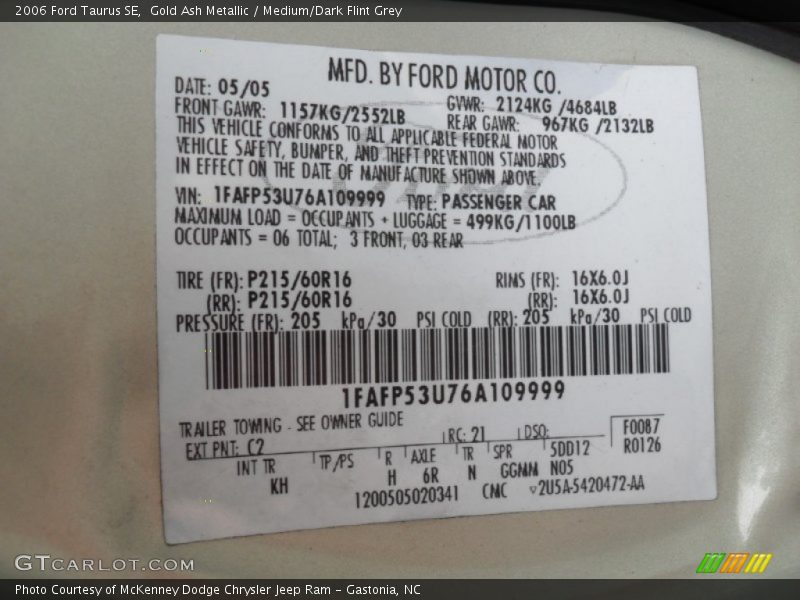 2006 Ford Taurus SE,  Gold Ash Metallic / Medium/Dark Flint Grey
MFD. BY FORD MOTOR CO.
DATE: 05/05
GVWR: 2124KG /4684LB
FRONT GAWR: 1157KG/2552LB
REAR GAWR: 967KG /2132LB
THIS VEHICLE CONFORMS TO ALL APPLICABLE FEDERAL MOTOR
VEHICLE SAFETY, BUMPER, AND THEFT PREVENTION STANDARDS
IN EFFECT ON THE DATE OF MANUFACTURE SHOWN ABOVE.
VIN: 1FAFP53U76A109999 TYPE: PASSENGER CAR
MAXIMUM LOAD = OCCUPANTS + LUGGAGE = 499KG/1100LB
OCCUPANTS = 06 TOTAL; 3 FRONT, 03 REAR
TIRE (FR): P215/60R16 RIMS (FR): 16X6.0J
(RR): P215/60R16 (RR): 16X6.0J
PRESSURE (FR): 205 kPa/30 PSI COLD (RR): 205 kPa/30 PSI COLD
1FAFP53U76A109999
TRAILER TOWING - SEE OWNER GUIDE
EXT PNT: C2 RC: 21 DSO: F0087
R0126
INT TR TP/PS R AXLE TR SPR 5DD12
KH H 6R N GGMM N05
1200505020341 CMC ▽2U5A-5420472-AA
GTCARLOT.COM
Photo Courtesy of McKenney Dodge Chrysler Jeep Ram – Gastonia, NC